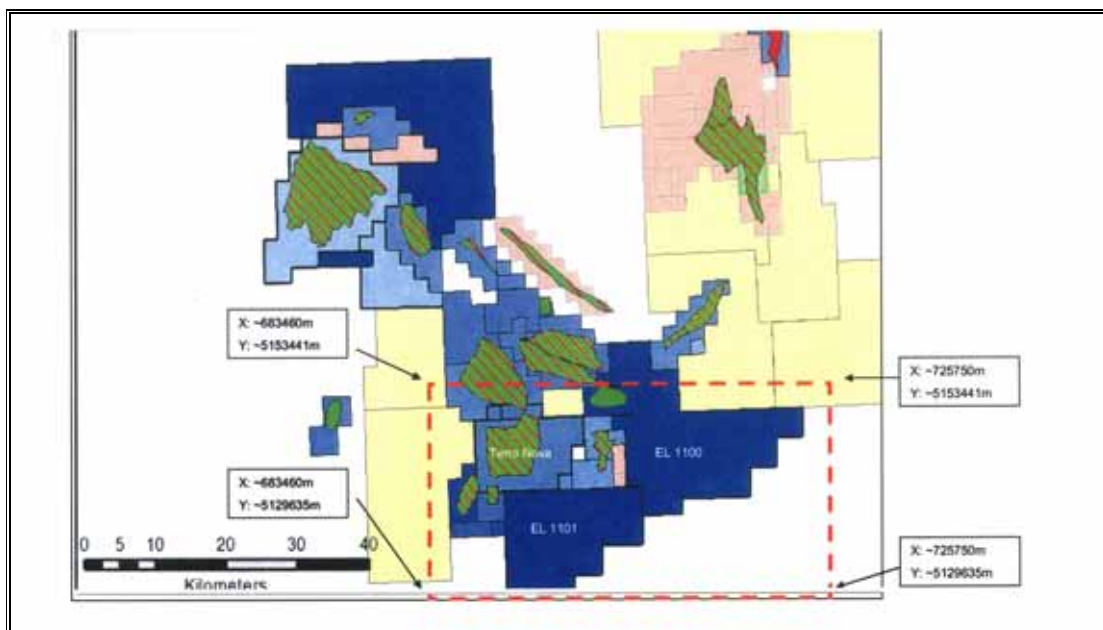 X: ~683460m
Y: ~5153441m
X: ~725750m
Y: ~5153441m
Terra Nova
EL 1100
X: ~683460m
Y: ~5129635m
EL 1101
X: ~725750m
Y: ~5129635m
0 5 10 20 30 40
Kilometers